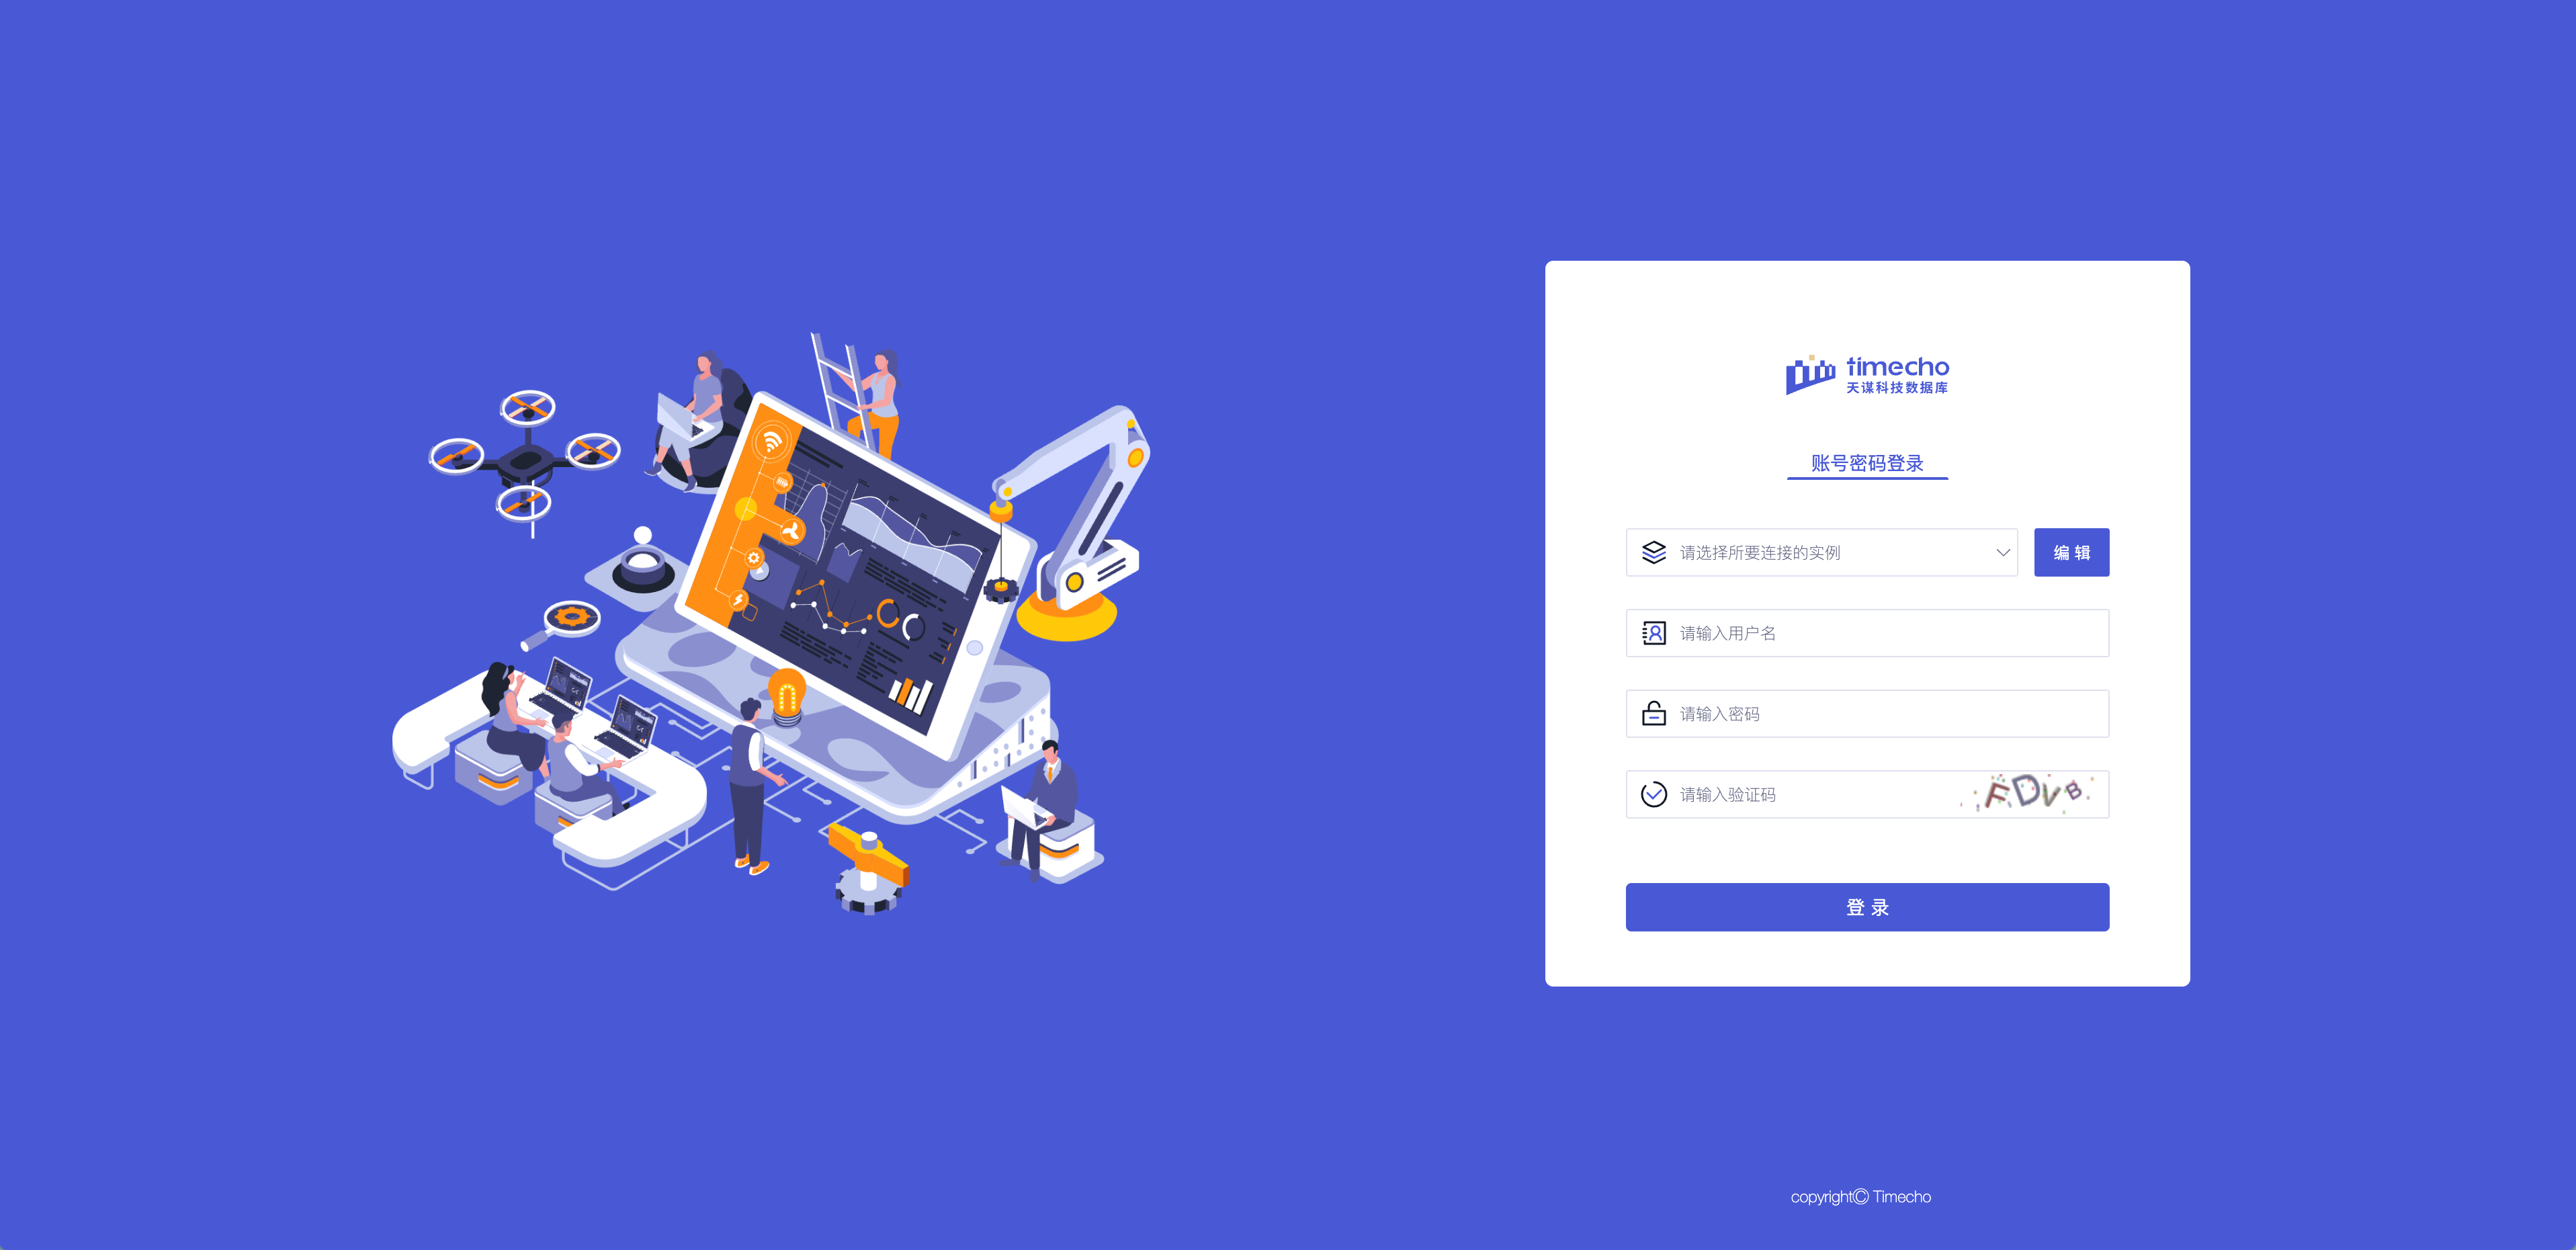 timecho
天谋科技数据库
账号密码登录
请选择所要连接的实例
编 辑
请输入用户名
请输入密码
请输入验证码
FDVB
登 录
copyright© Timecho